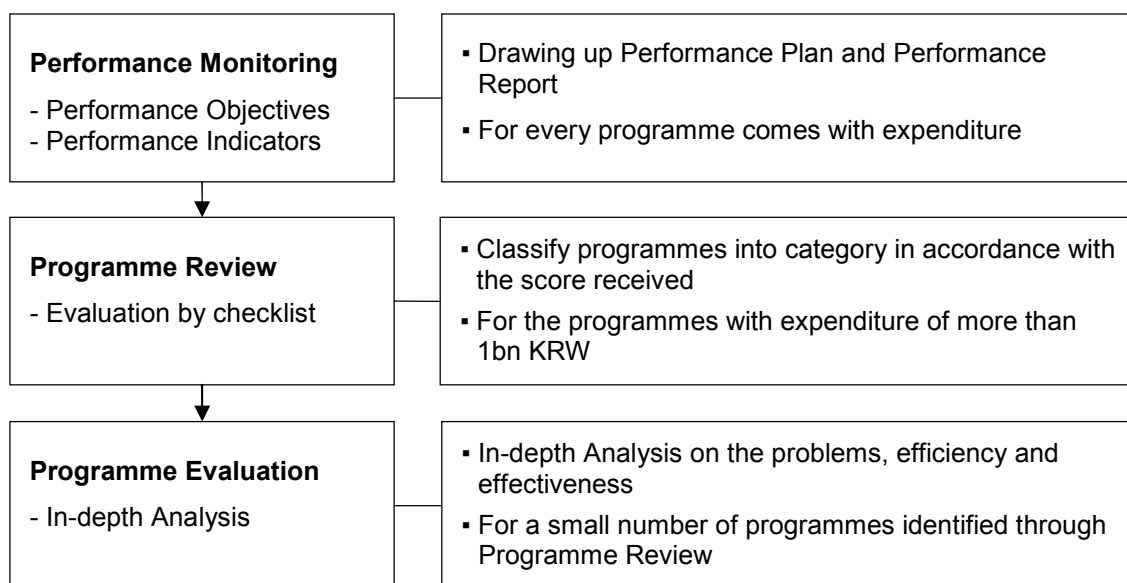 Performance Monitoring
- Performance Objectives
- Performance Indicators
▪ Drawing up Performance Plan and Performance
Report
▪ For every programme comes with expenditure
Programme Review
- Evaluation by checklist
▪ Classify programmes into category in accordance with
the score received
▪ For the programmes with expenditure of more than
1bn KRW
Programme Evaluation
- In-depth Analysis
▪ In-depth Analysis on the problems, efficiency and
effectiveness
▪ For a small number of programmes identified through
Programme Review